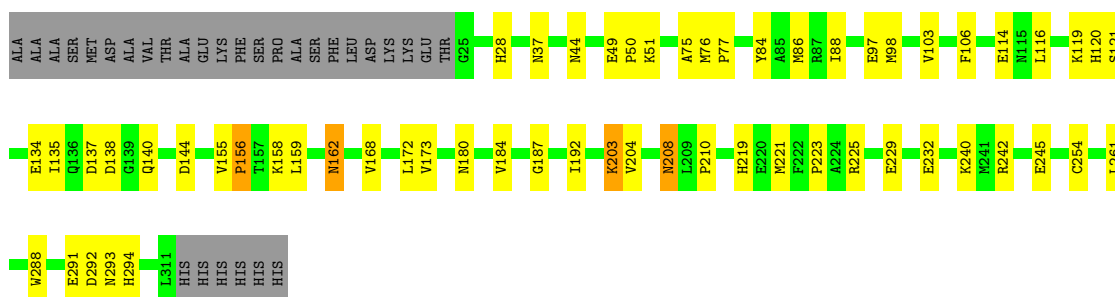 ALA ALA ALA SER MET ASP ALA VAL THR ALA GLU LYS PHE SER PRO ALA SER PHE LEU ASP LYS LYS GLU THR G25 H28 N37 N44 E49 P50 K51 A75 M76 P77 Y84 A85 M86 R87 I88 E97 M98 V103 F106 E114 N115 L116 K119 H120 S121
E134 I135 Q136 D137 D138 G139 Q140 D144 V155 P156 T157 K158 L159 N162 V168 L172 V173 N180 V184 G187 I192 K203 V204 N208 L209 P210 H219 E220 M221 F222 P223 A224 R225 E229 E232 K240 M241 R242 E245 C254 L261
W288 E291 D292 N293 H294 L311 HIS HIS HIS HIS HIS HIS